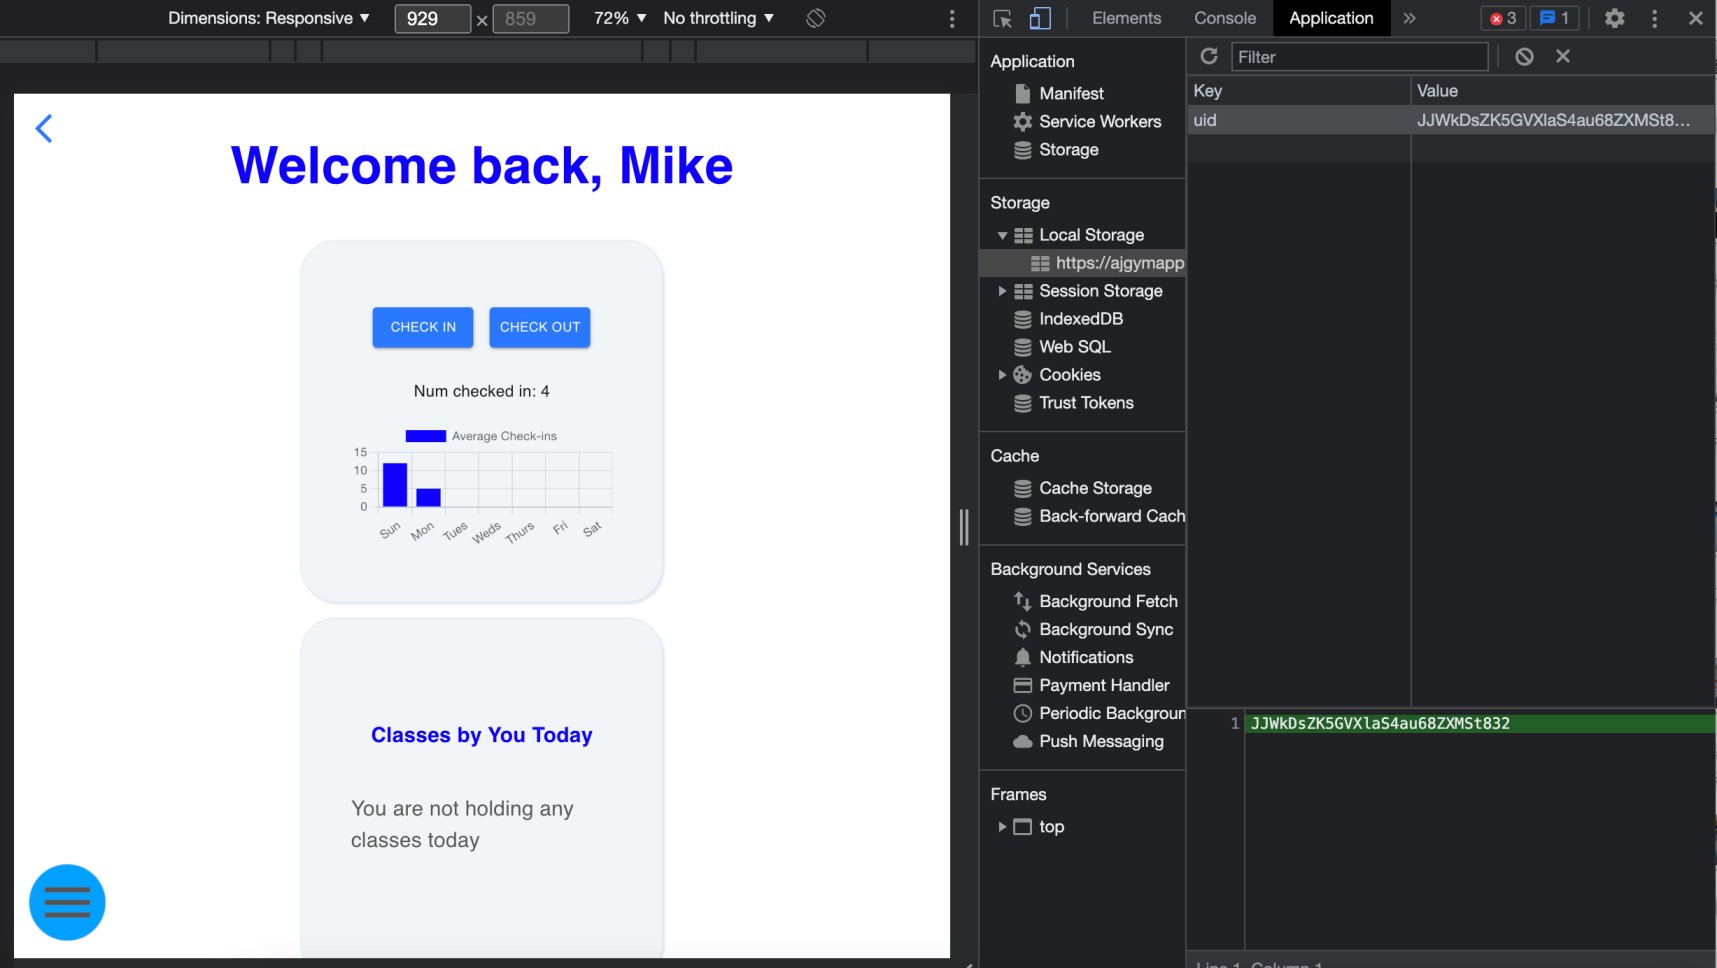 Dimensions: Responsive ▼ 929 × 859 72% ▼ No throttling ▼
Elements Console Application » 3 1
Welcome back, Mike
CHECK IN CHECK OUT
Num checked in: 4
Average Check-ins
15
10
5
0
Sun Mon Tues Weds Thurs Fri Sat
Classes by You Today
You are not holding any
classes today
Application
Manifest
Service Workers
Storage
Storage
Local Storage
https://ajgymapp
Session Storage
IndexedDB
Web SQL
Cookies
Trust Tokens
Cache
Cache Storage
Back-forward Cach
Background Services
Background Fetch
Background Sync
Notifications
Payment Handler
Periodic Backgroun
Push Messaging
Frames
top
Filter
Key Value
uid JJWkDsZK5GVXlaS4au68ZXMSt8…
1 JJWkDsZK5GVXlaS4au68ZXMSt832
Line 1, Column 1